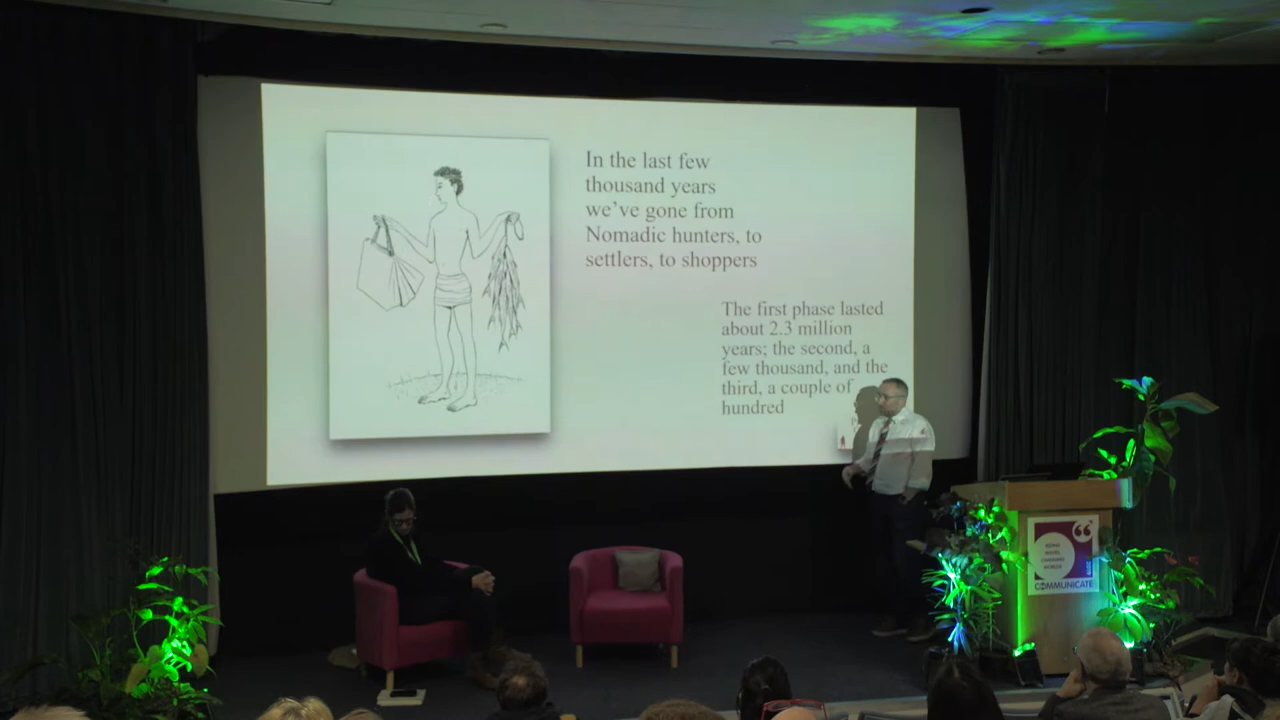 In the last few
thousand years
we've gone from
Nomadic hunters, to
settlers, to shoppers
The first phase lasted
about 2.3 million
years; the second, a
few thousand, and the
third, a couple of
hundred
COMMUNICATE